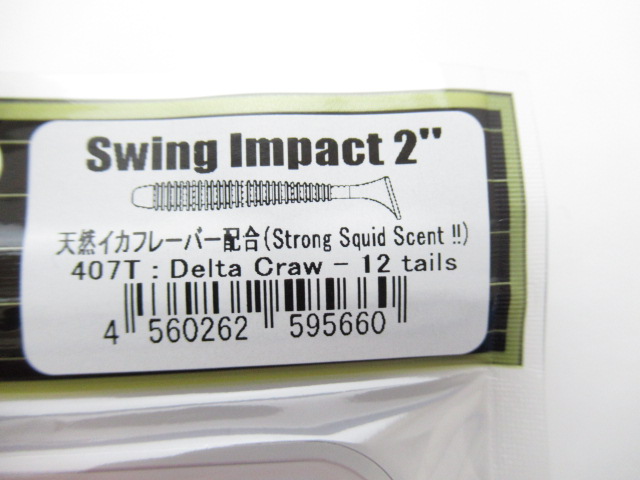 Swing Impact 2"
天然イカフレーバー配合(Strong Squid Scent !!)
407T : Delta Craw - 12 tails
4 560262 595660